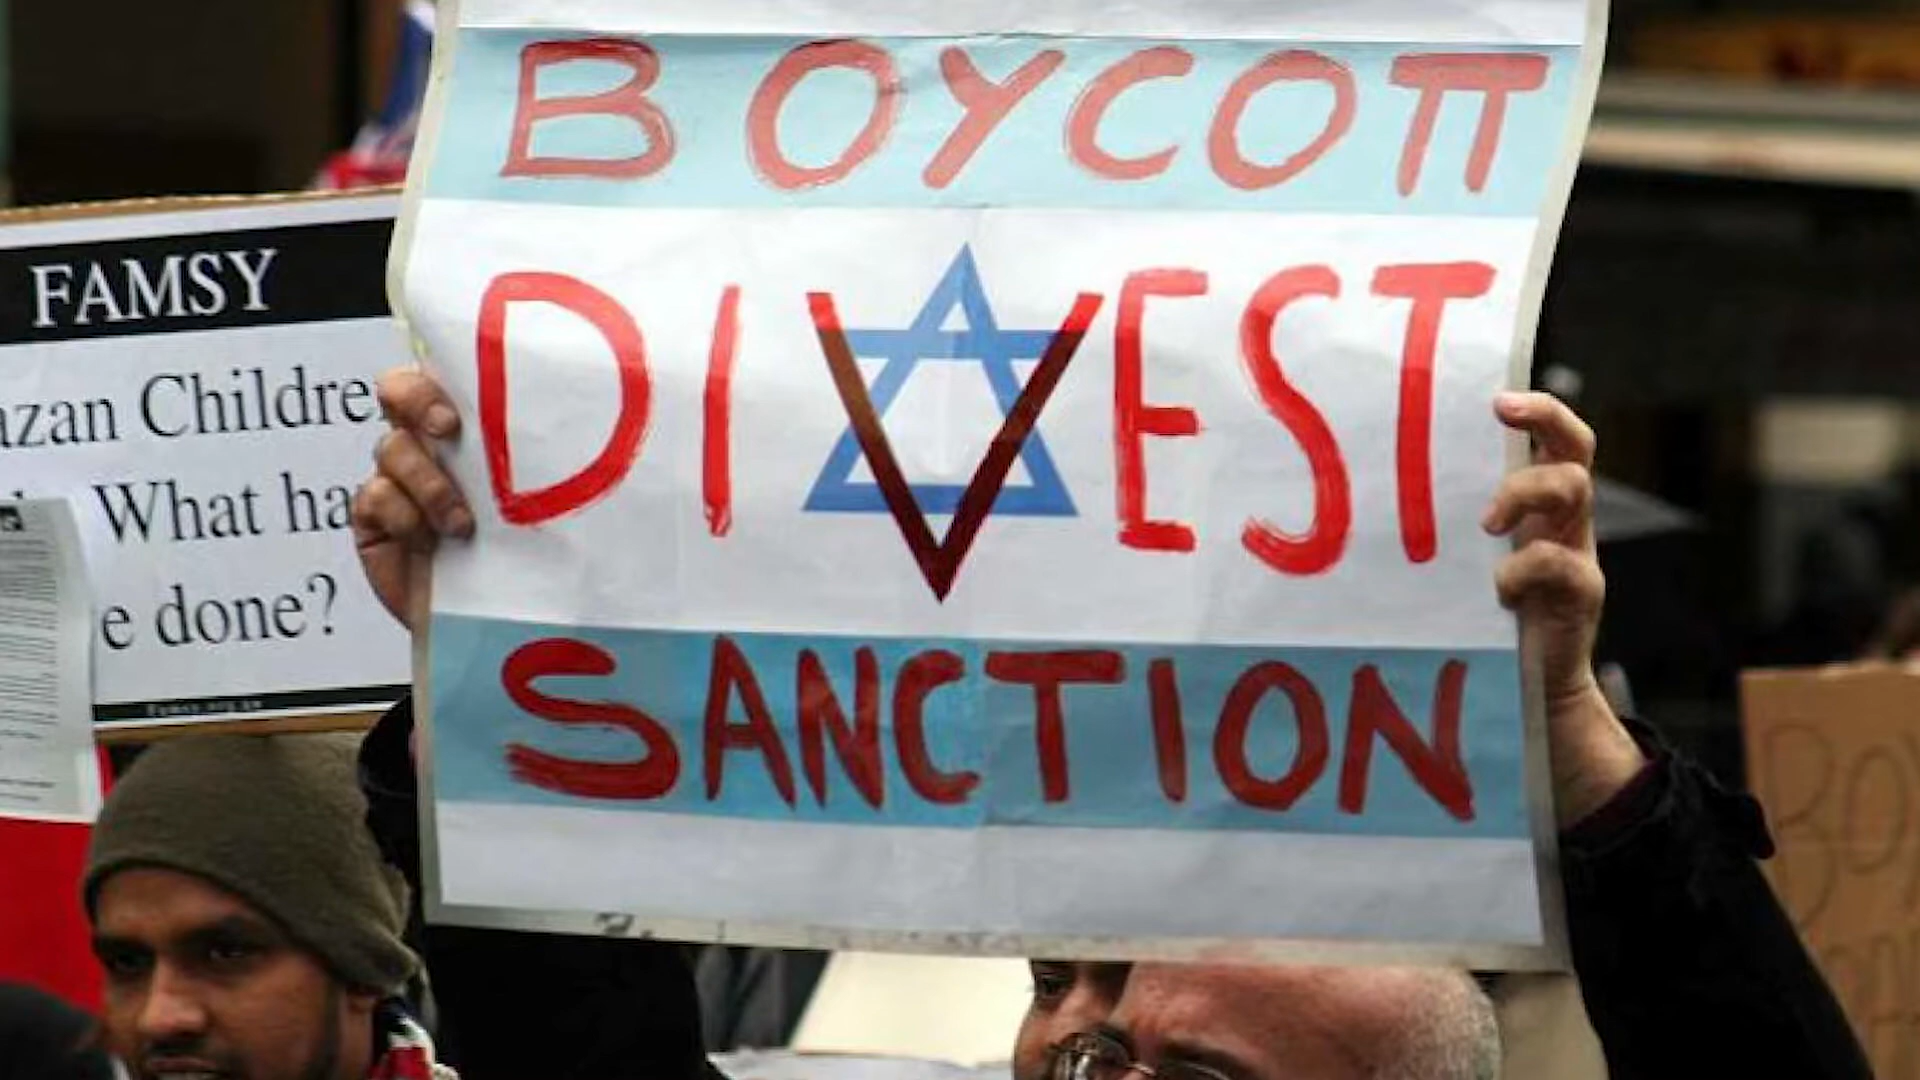 BOYCOTT
DIVEST
SANCTION
FAMSY
azan Childre
What ha
e done?